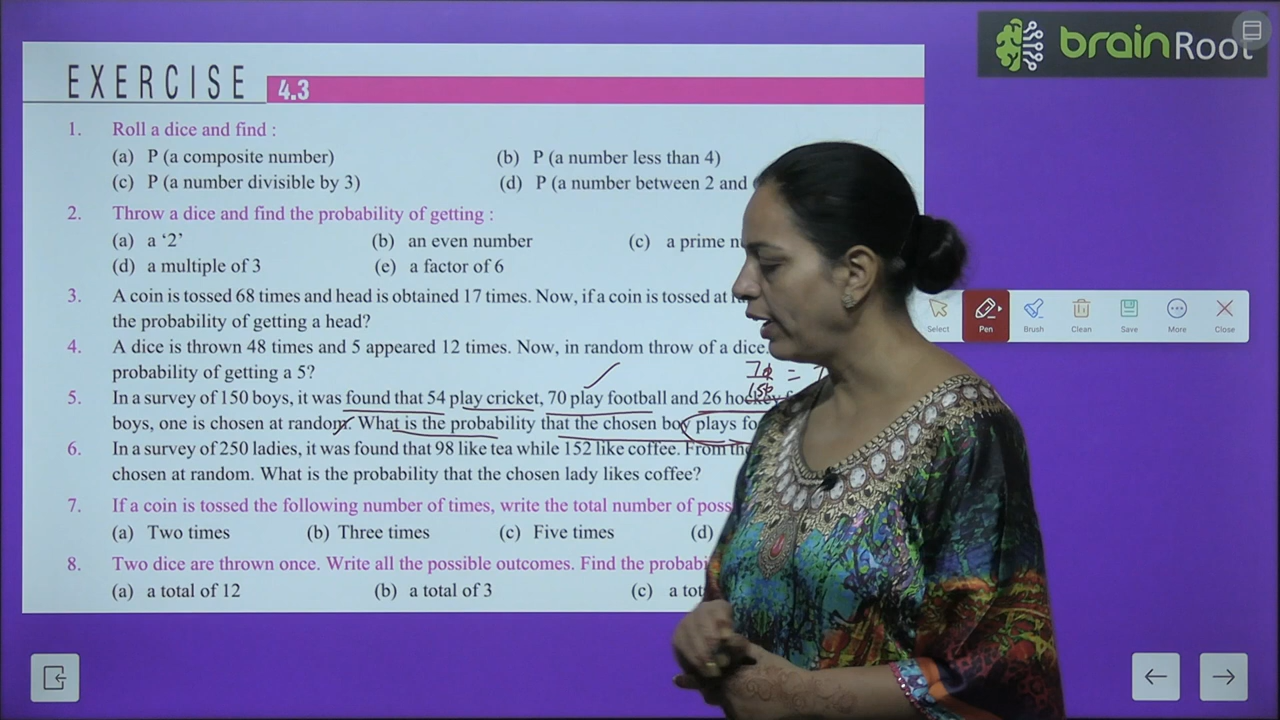 brainRoot
EXERCISE 4.3
1. Roll a dice and find :
(a) P (a composite number) (b) P (a number less than 4)
(c) P (a number divisible by 3) (d) P (a number between 2 and
2. Throw a dice and find the probability of getting :
(a) a ‘2’ (b) an even number (c) a prime
(d) a multiple of 3 (e) a factor of 6
3. A coin is tossed 68 times and head is obtained 17 times. Now, if a coin is tossed at
the probability of getting a head?
4. A dice is thrown 48 times and 5 appeared 12 times. Now, in random throw of a dice.
probability of getting a 5?
70
150 =
5. In a survey of 150 boys, it was found that 54 play cricket, 70 play football and 26 hockey
boys, one is chosen at random. What is the probability that the chosen boy plays
6. In a survey of 250 ladies, it was found that 98 like tea while 152 like coffee. From the
chosen at random. What is the probability that the chosen lady likes coffee?
7. If a coin is tossed the following number of times, write the total number of
(a) Two times (b) Three times (c) Five times (d)
8. Two dice are thrown once. Write all the possible outcomes. Find the
(a) a total of 12 (b) a total of 3 (c) a
Select Pen Brush Clean Save More Close